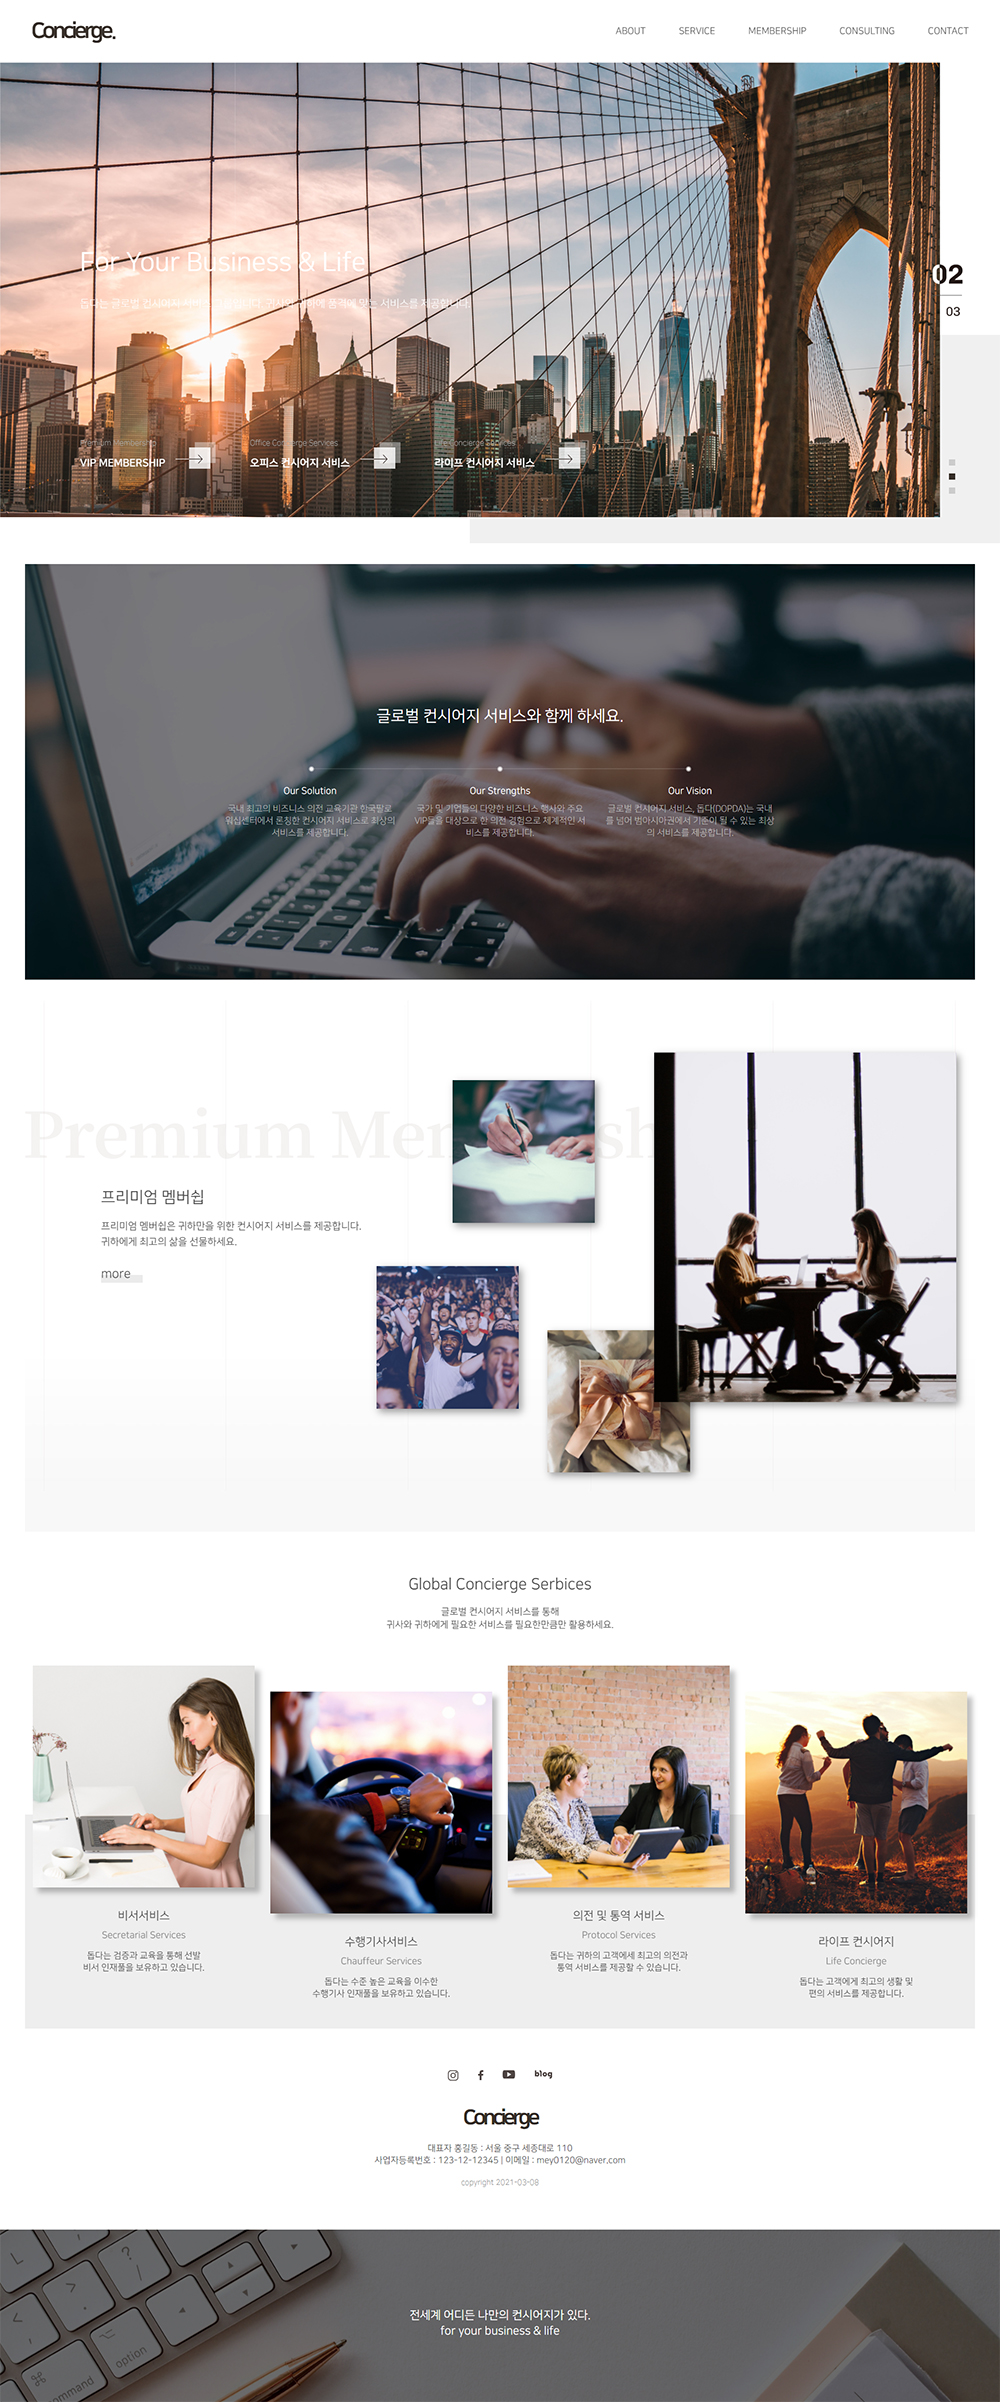 Concierge.
ABOUT SERVICE MEMBERSHIP CONSULTING CONTACT
For Your Business & Life
돕다는 글로벌 컨시어지 서비스 귀사와 귀하에 품격에 맞는 서비스를 제공합니다.
02
03
Premium Membership
VIP MEMBERSHIP
Office Concierge Services
오피스 컨시어지 서비스
Life Concierge Services
라이프 컨시어지 서비스
글로벌 컨시어지 서비스와 함께 하세요.
Our Solution
국내 최고의 비즈니스 의전 교육기관 한국할로
워십센터에서 론칭한 컨시어지 서비스로 최상의
서비스를 제공합니다.
Our Strengths
국가 및 기업들의 다양한 비즈니스 행사와 주요
VIP들을 대상으로 한 의전 경험으로 체계적인 서
비스를 제공합니다.
Our Vision
글로벌 컨시어지 서비스, 돕다(DOPDA)는 국내
를 넘어 범아시아권에서 기준이 될 수 있는 최상
의 서비스를 제공합니다.
Premium Mem sh
프리미엄 멤버쉽
프리미엄 멤버쉽은 귀하만을 위한 컨시어지 서비스를 제공합니다.
귀하에게 최고의 삶을 선물하세요.
more
Global Concierge Serbices
글로벌 컨시어지 서비스를 통해
귀사와 귀하에게 필요한 서비스를 필요한만큼만 활용하세요.
비서서비스
Secretarial Services
돕다는 검증과 교육을 통해 선발
비서 인재풀을 보유하고 있습니다.
수행기사서비스
Chauffeur Services
돕다는 수준 높은 교육을 이수한
수행기사 인재풀을 보유하고 있습니다.
의전 및 통역 서비스
Protocol Services
돕다는 귀하의 고객에세 최고의 의전과
통역 서비스를 제공할 수 있습니다.
라이프 컨시어지
Life Concierge
돕다는 고객에게 최고의 생활 및
편의 서비스를 제공합니다.
blog
Concierge
대표자 홍길동 : 서울 중구 세종대로 110
사업자등록번호 : 123-12-12345 | 이메일 : mey0120@naver.com
copyright 2021-03-08
전세계 어디든 나만의 컨시어지가 있다.
for your business & life
L
?
/
>
.
<
,
⌘
command
⌥
option